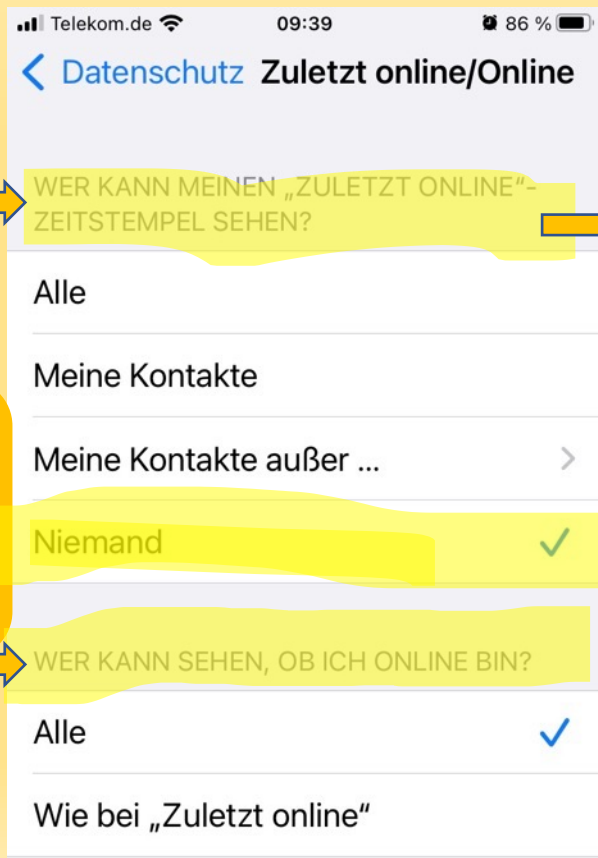 Telekom.de 09:39 86 %
Datenschutz Zuletzt online/Online
WER KANN MEINEN „ZULETZT ONLINE“-
ZEITSTEMPEL SEHEN?
Alle
Meine Kontakte
Meine Kontakte außer ...
Niemand
WER KANN SEHEN, OB ICH ONLINE BIN?
Alle
Wie bei „Zuletzt online“